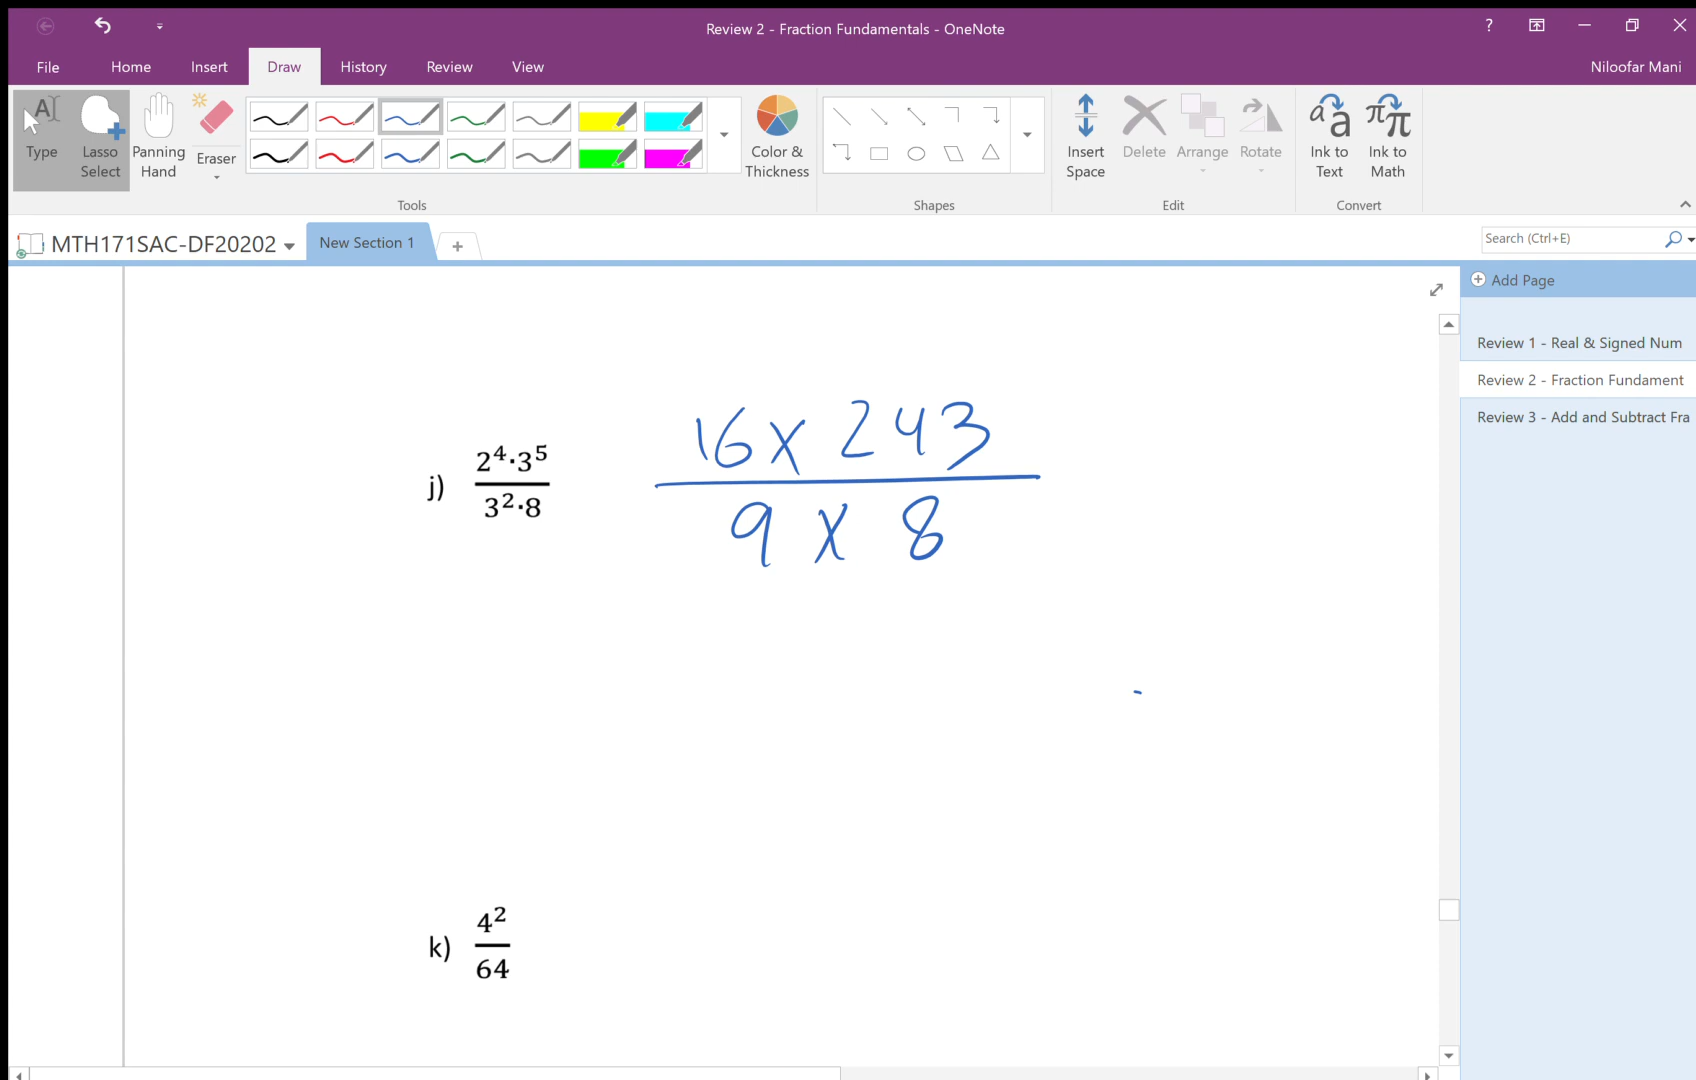 Review 2 - Fraction Fundamentals - OneNote
?
File Home Insert Draw History Review View
Niloofar Mani
Type
Lasso Select
Panning Hand
Eraser
Color & Thickness
Insert Space
Delete
Arrange
Rotate
Ink to Text
Ink to Math
Tools
Shapes
Edit
Convert
MTH171SAC-DF20202
New Section 1
+
Search (Ctrl+E)
Add Page
Review 1 - Real & Signed Num
Review 2 - Fraction Fundament
Review 3 - Add and Subtract Fra
16 x 243
j) 2⁴·3⁵
3²·8
9 x 8
k) 4²
64